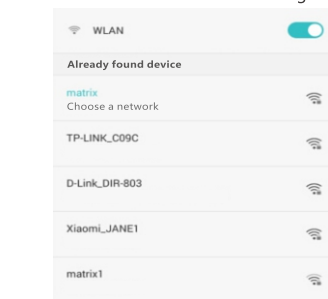 WLAN
Already found device
matrix
Choose a network
TP-LINK_C09C
D-Link_DIR-803
Xiaomi_JANE1
matrix1